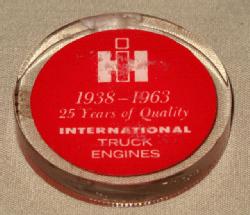 IH
1938-1963
25 Years of Quality
INTERNATIONAL
TRUCK
ENGINES